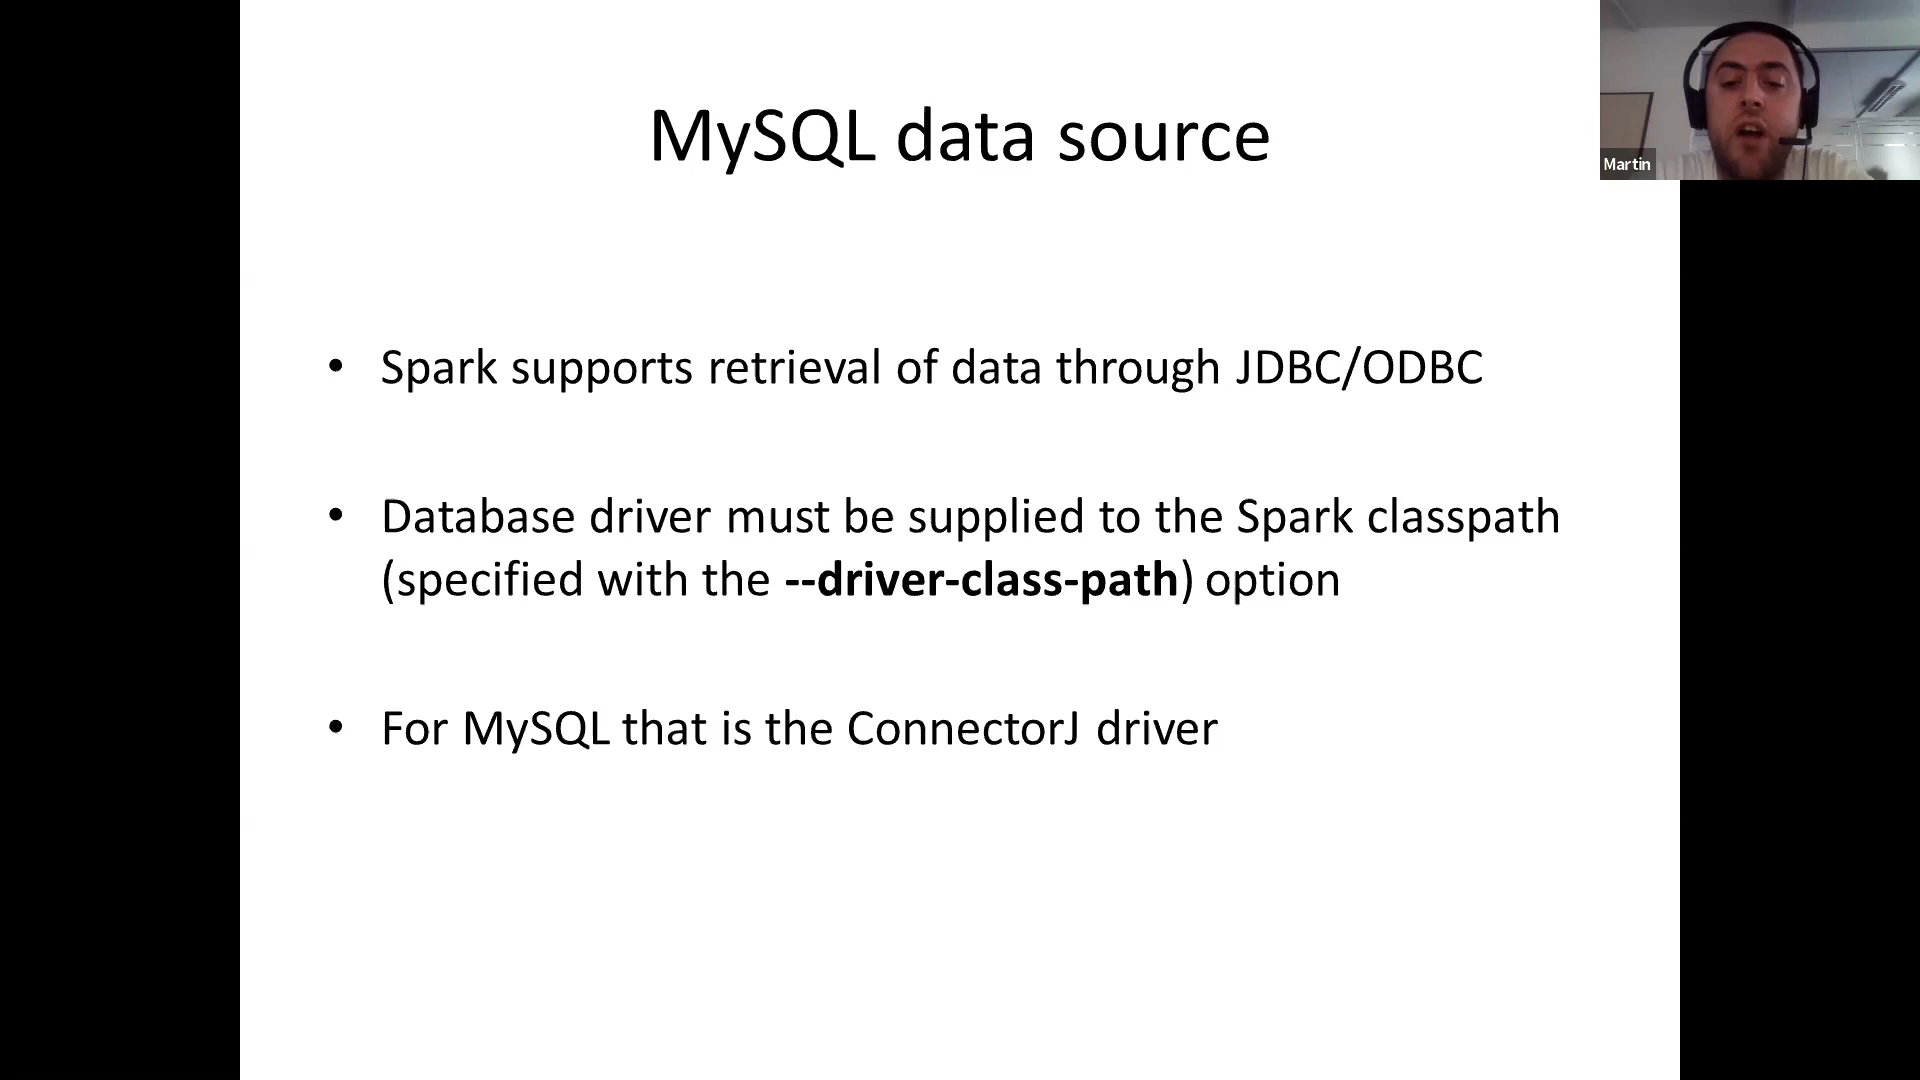 MySQL data source
Martin
• Spark supports retrieval of data through JDBC/ODBC
• Database driver must be supplied to the Spark classpath
(specified with the --driver-class-path) option
• For MySQL that is the ConnectorJ driver